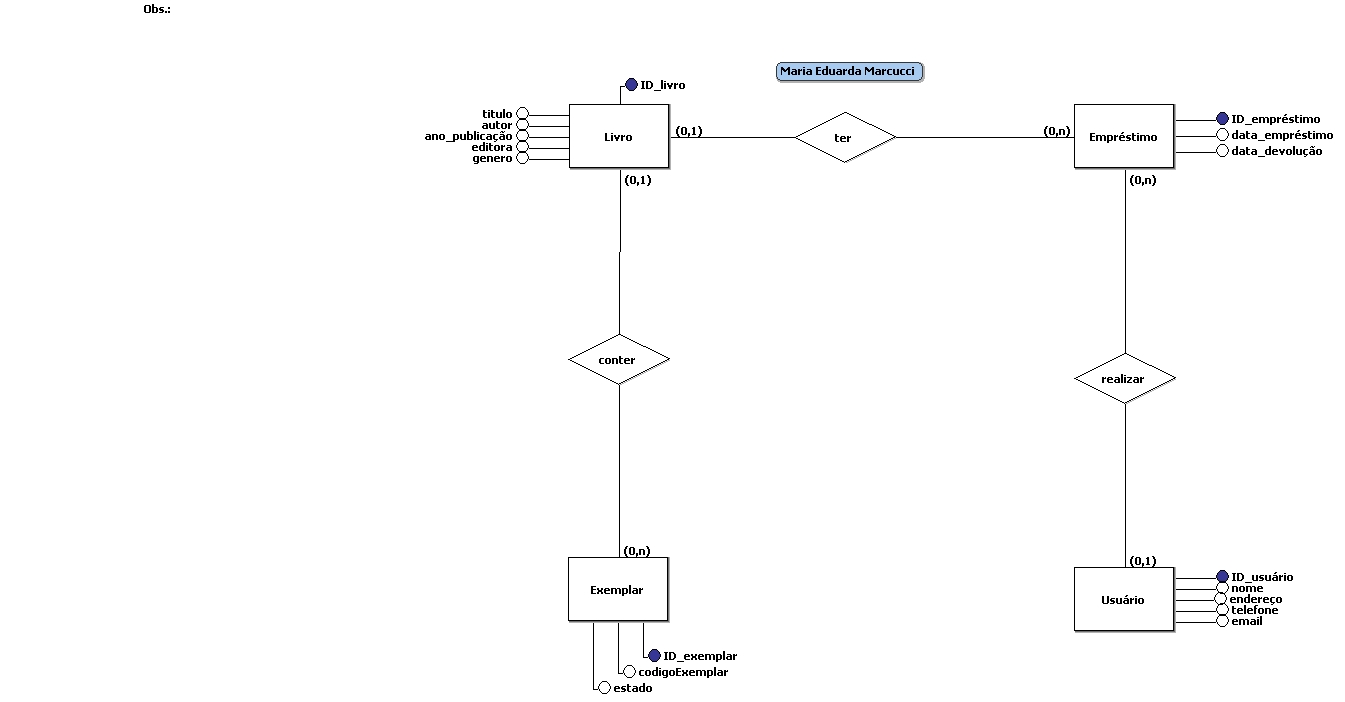 Obs.:
Maria Eduarda Marcucci
ID_livro
titulo
autor
ano_publicação
editora
genero
Livro
(0,1)
ter
(0,n)
Empréstimo
ID_empréstimo
data_empréstimo
data_devolução
(0,1)
(0,n)
conter
realizar
(0,n)
(0,1)
Exemplar
Usuário
ID_usuário
nome
endereço
telefone
email
ID_exemplar
codigoExemplar
estado